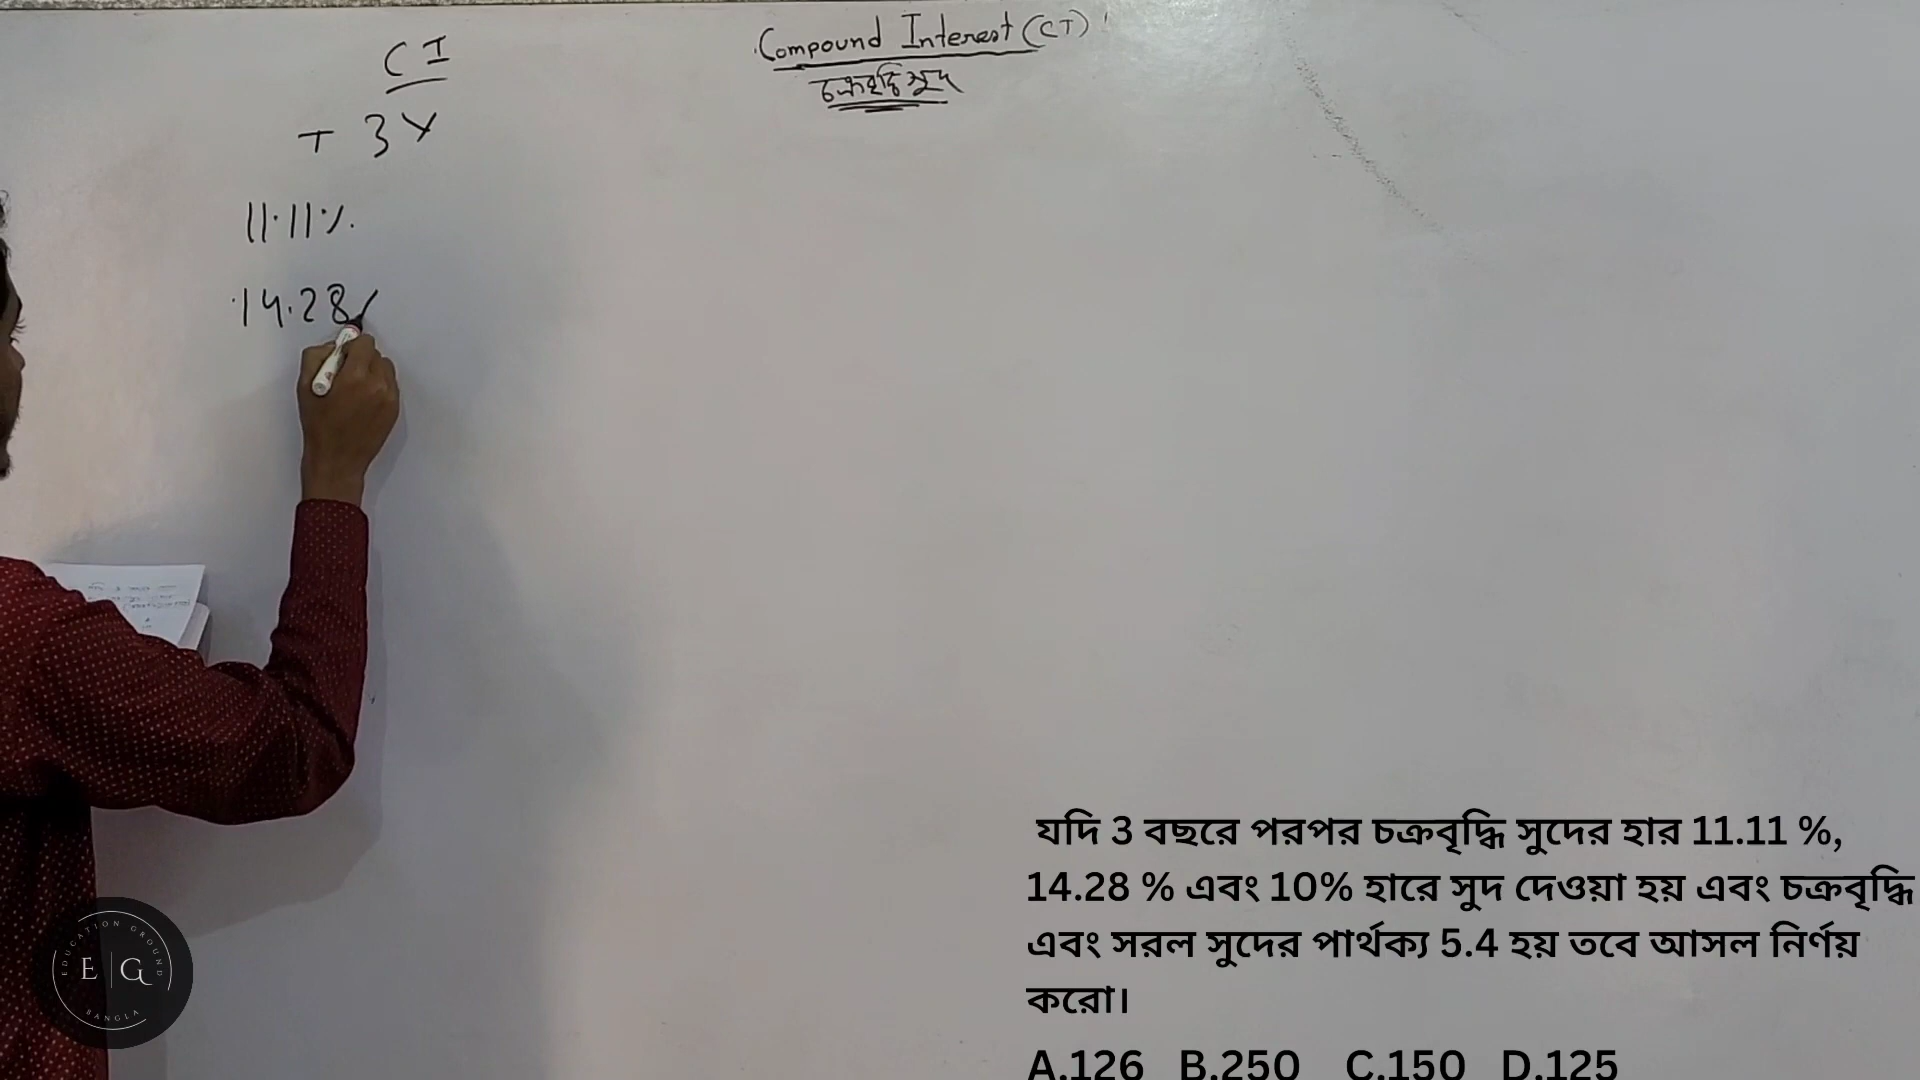 Compound Interest (CI)
চক্রবৃদ্ধি সুদ
CI
T 3Y
11.11%
14.28
যদি 3 বছরে পরপর চক্রবৃদ্ধি সুদের হার 11.11 %,
14.28 % এবং 10% হারে সুদ দেওয়া হয় এবং চক্রবৃদ্ধি
এবং সরল সুদের পার্থক্য 5.4 হয় তবে আসল নির্ণয়
করো।
A.126 B.250 C.150 D.125
EDUCATION GROUND
E|G
BANGLA